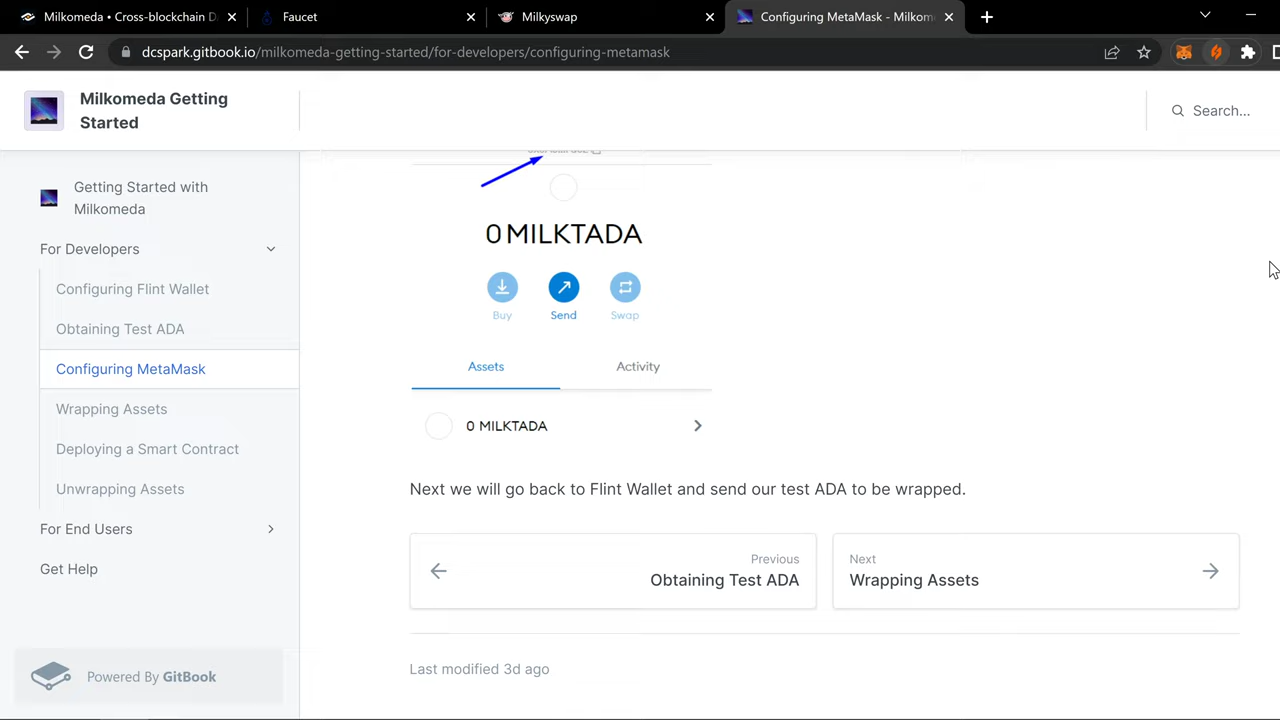 Milkomeda • Cross-blockchain D
Faucet
Milkyswap
Configuring MetaMask - Milkom
dcspark.gitbook.io/milkomeda-getting-started/for-developers/configuring-metamask
Milkomeda Getting
Started
Search...
Getting Started with
Milkomeda
For Developers
Configuring Flint Wallet
Obtaining Test ADA
Configuring MetaMask
Wrapping Assets
Deploying a Smart Contract
Unwrapping Assets
For End Users
Get Help
Powered By GitBook
0 MILKTADA
Buy
Send
Swap
Assets
Activity
0 MILKTADA
Next we will go back to Flint Wallet and send our test ADA to be wrapped.
Previous
Obtaining Test ADA
Next
Wrapping Assets
Last modified 3d ago